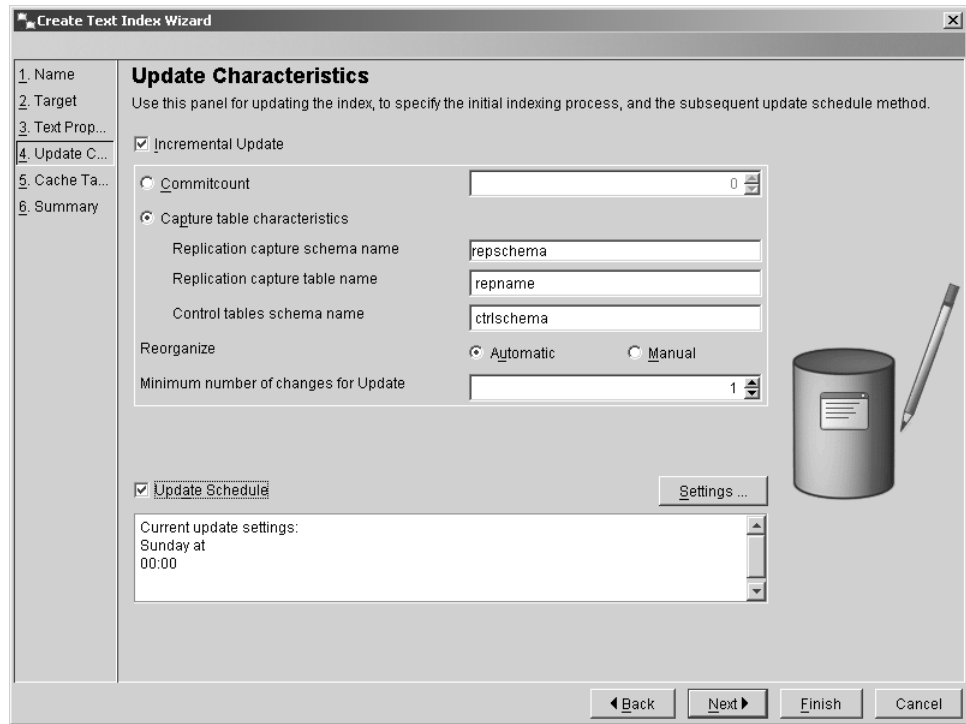 Create Text Index Wizard
1. Name
2. Target
3. Text Prop...
4. Update C...
5. Cache Ta...
6. Summary
Update Characteristics
Use this panel for updating the index, to specify the initial indexing process, and the subsequent update schedule method.
Incremental Update
Commitcount 0
Capture table characteristics
Replication capture schema name repschema
Replication capture table name repname
Control tables schema name ctrlschema
Reorganize Automatic Manual
Minimum number of changes for Update 1
Update Schedule Settings ...
Current update settings:
Sunday at
00:00
Back Next Finish Cancel